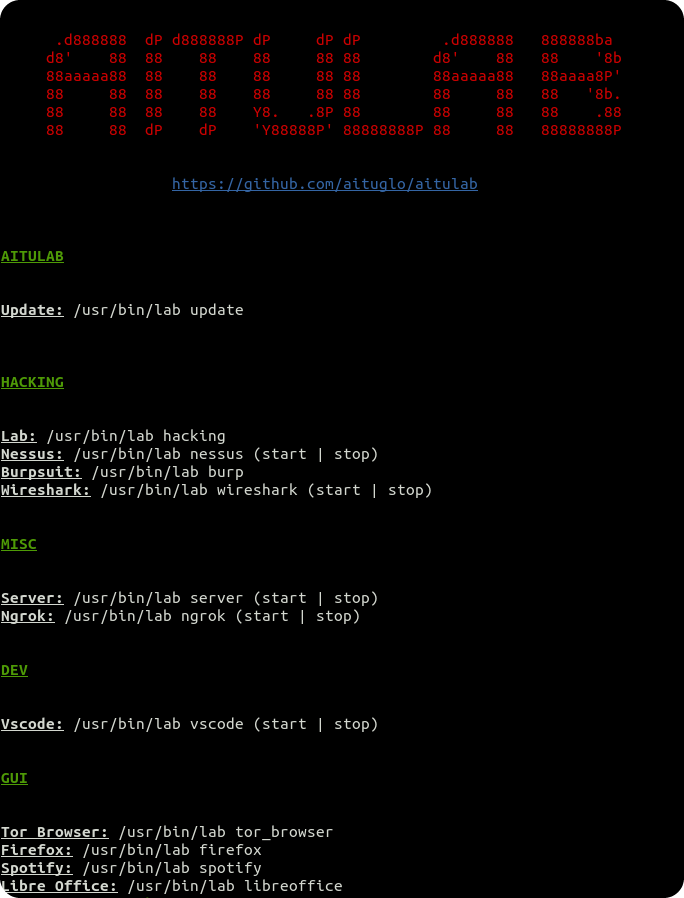 .d888888  dP d888888P dP     dP dP         .d888888   888888ba
d8'    88  88    88    88     88 88        d8'    88   88    '8b
88aaaaa88  88    88    88     88 88        88aaaaa88   88aaaa8P'
88     88  88    88    88     88 88        88     88   88   '8b.
88     88  88    88    Y8.   .8P 88        88     88   88    .88
88     88  dP    dP    'Y88888P' 88888888P 88     88   88888888P
https://github.com/aituglo/aitulab
AITULAB
Update: /usr/bin/lab update
HACKING
Lab: /usr/bin/lab hacking
Nessus: /usr/bin/lab nessus (start | stop)
Burpsuit: /usr/bin/lab burp
Wireshark: /usr/bin/lab wireshark (start | stop)
MISC
Server: /usr/bin/lab server (start | stop)
Ngrok: /usr/bin/lab ngrok (start | stop)
DEV
Vscode: /usr/bin/lab vscode (start | stop)
GUI
Tor Browser: /usr/bin/lab tor_browser
Firefox: /usr/bin/lab firefox
Spotify: /usr/bin/lab spotify
Libre Office: /usr/bin/lab libreoffice